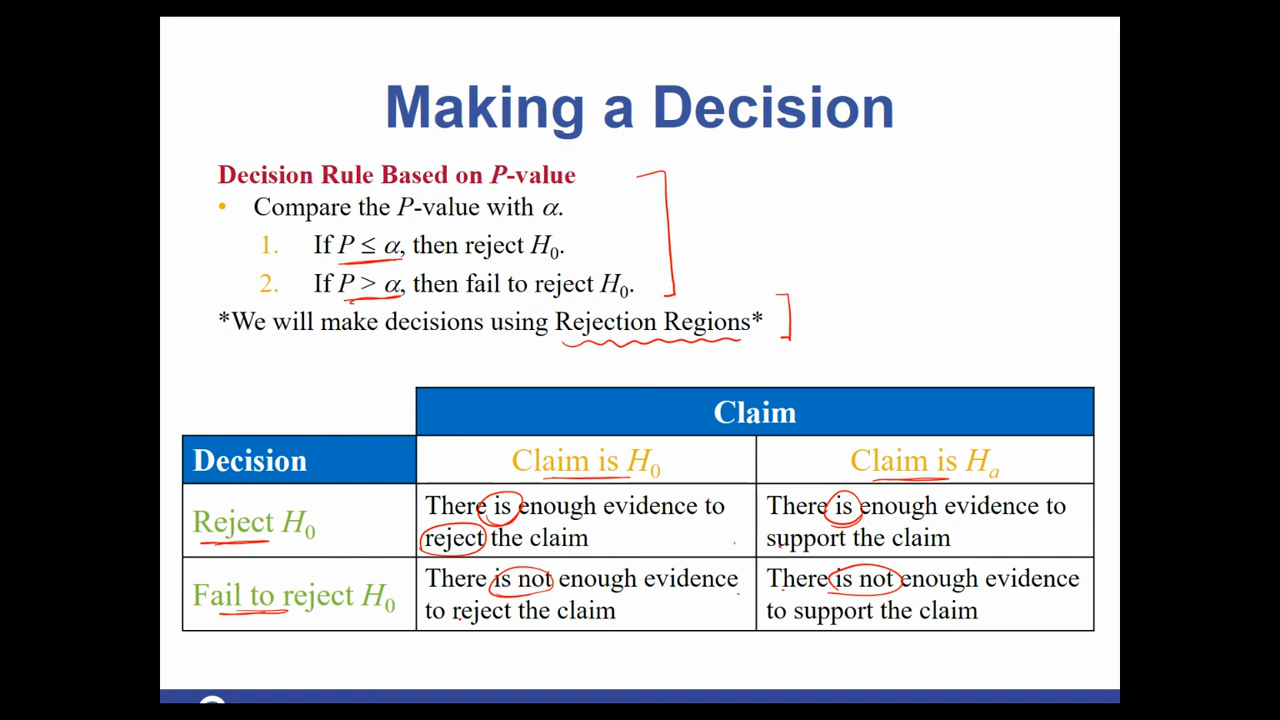 Making a Decision
Decision Rule Based on P-value
• Compare the P-value with α.
1. If P ≤ α, then reject H₀.
2. If P > α, then fail to reject H₀.
*We will make decisions using Rejection Regions*
Claim
Decision
Claim is H₀
Claim is Hₐ
Reject H₀
There is enough evidence to
reject the claim
There is enough evidence to
support the claim
Fail to reject H₀
There is not enough evidence
to reject the claim
There is not enough evidence
to support the claim